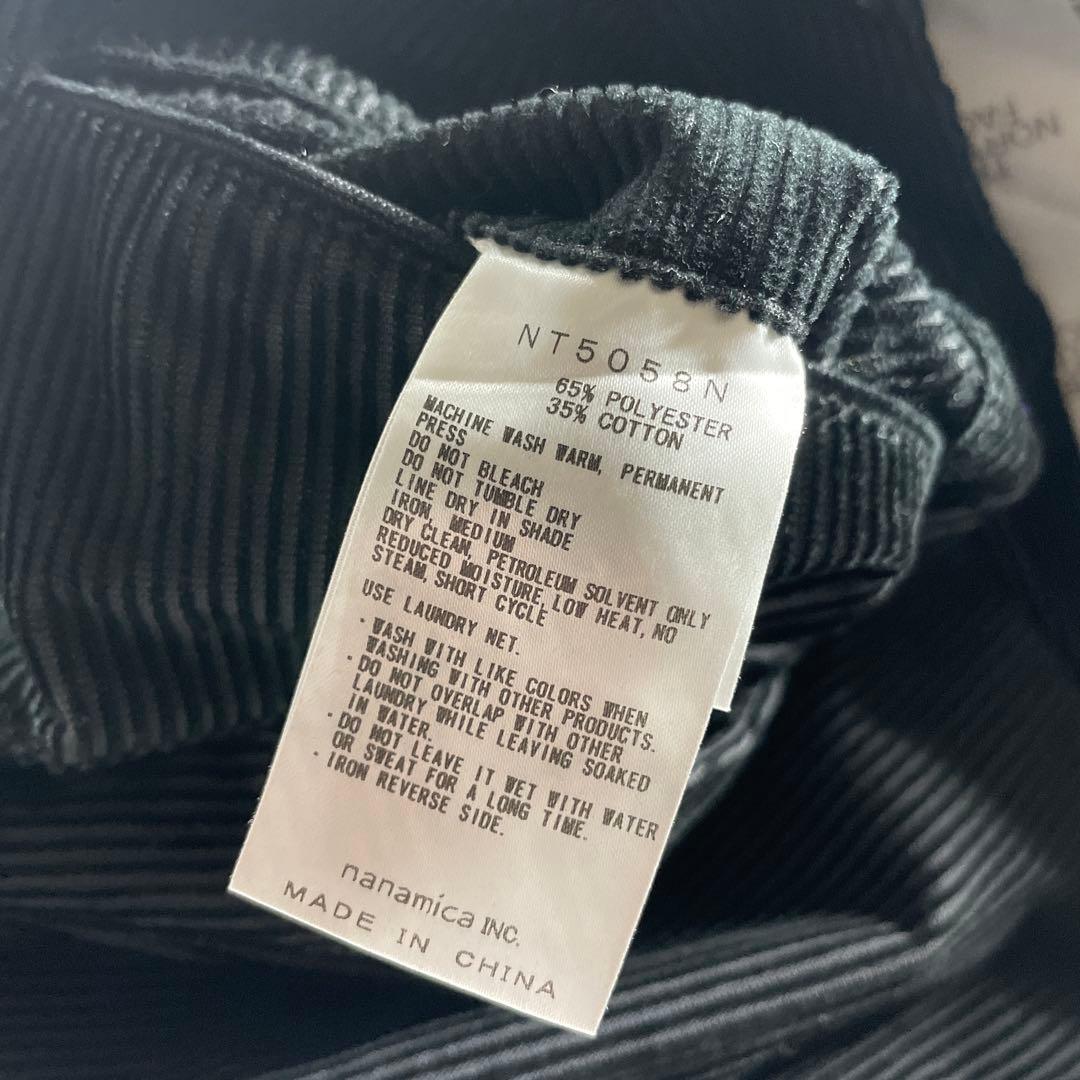 NT5058N
65% POLYESTER
35% COTTON
MACHINE WASH WARM, PERMANENT
PRESS
DO NOT BLEACH
DO NOT TUMBLE DRY
LINE DRY IN SHADE
IRON, MEDIUM
DRY CLEAN, PETROLEUM SOLVENT ONLY
REDUCED MOISTURE, LOW HEAT, NO
STEAM, SHORT CYCLE
USE LAUNDRY NET.
・WASH WITH LIKE COLORS WHEN
WASHING WITH OTHER PRODUCTS.
・DO NOT OVERLAP WITH OTHER
LAUNDRY WHILE LEAVING SOAKED
IN WATER.
・DO NOT LEAVE IT WET WITH WATER
OR SWEAT FOR A LONG TIME.
・IRON REVERSE SIDE.
nanamica INC.
MADE IN CHINA